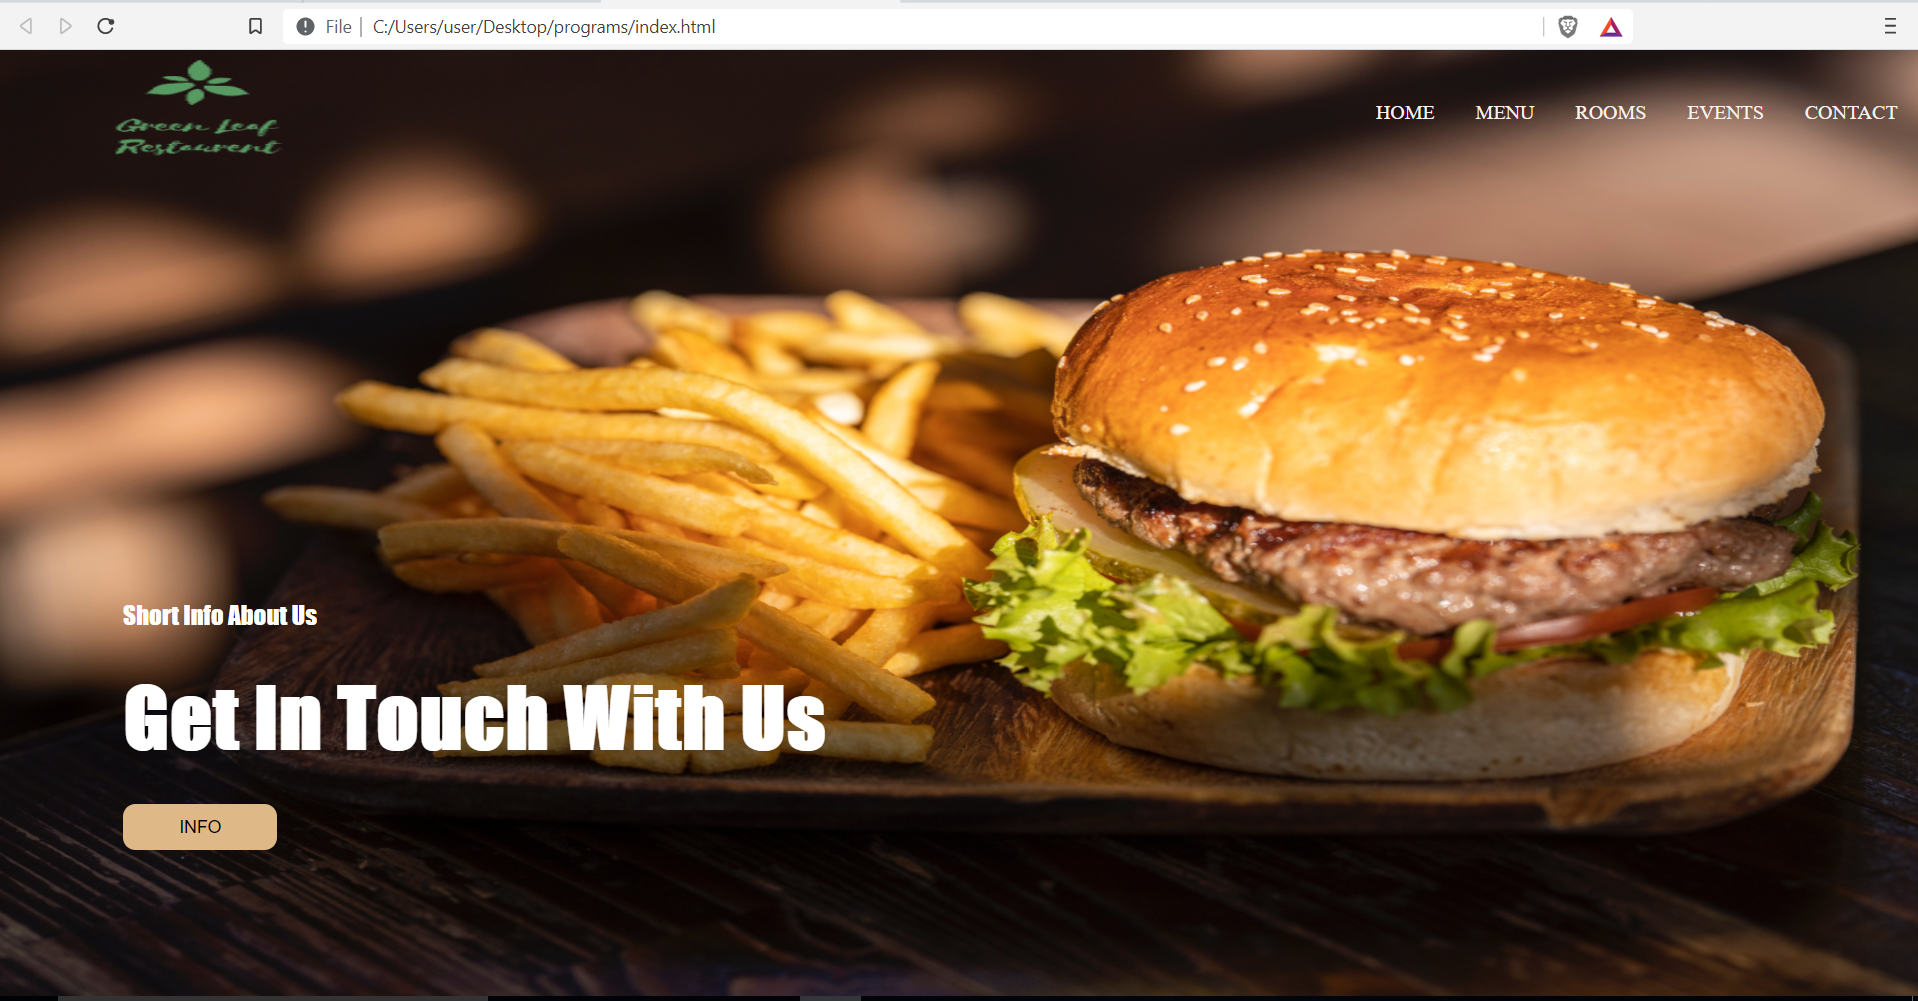 File | C:/Users/user/Desktop/programs/index.html
Green Leaf
Restaurent
HOME MENU ROOMS EVENTS CONTACT
Short Info About Us
Get In Touch With Us
INFO